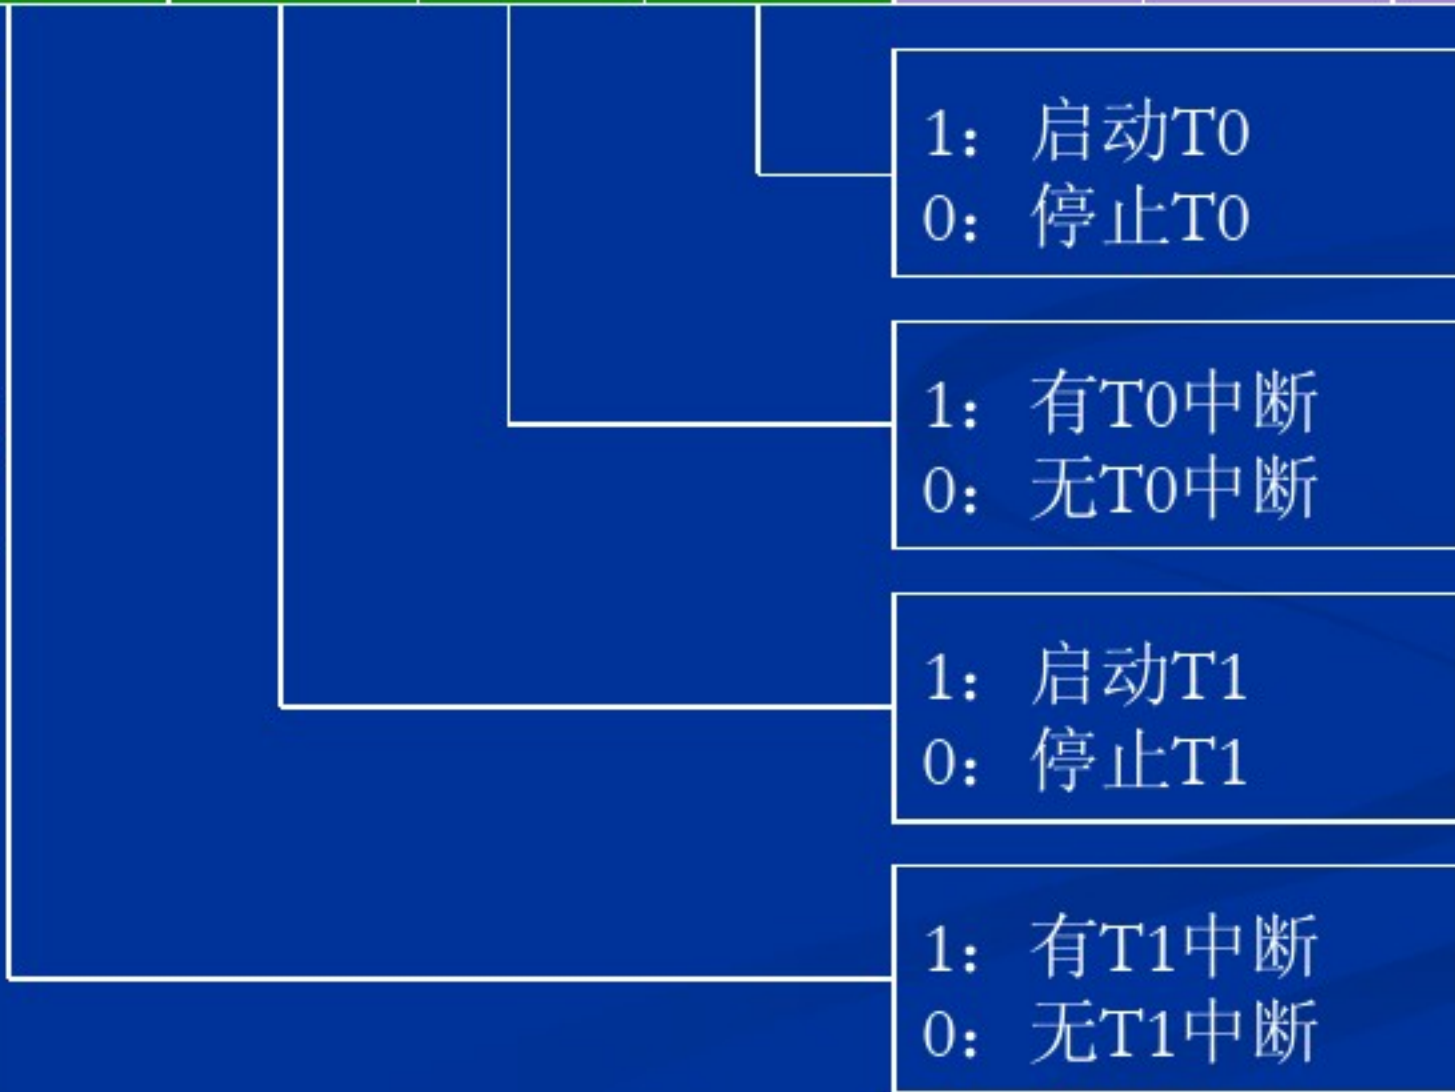 1： 启动T0
0： 停止T0
1： 有T0中断
0： 无T0中断
1： 启动T1
0： 停止T1
1： 有T1中断
0： 无T1中断